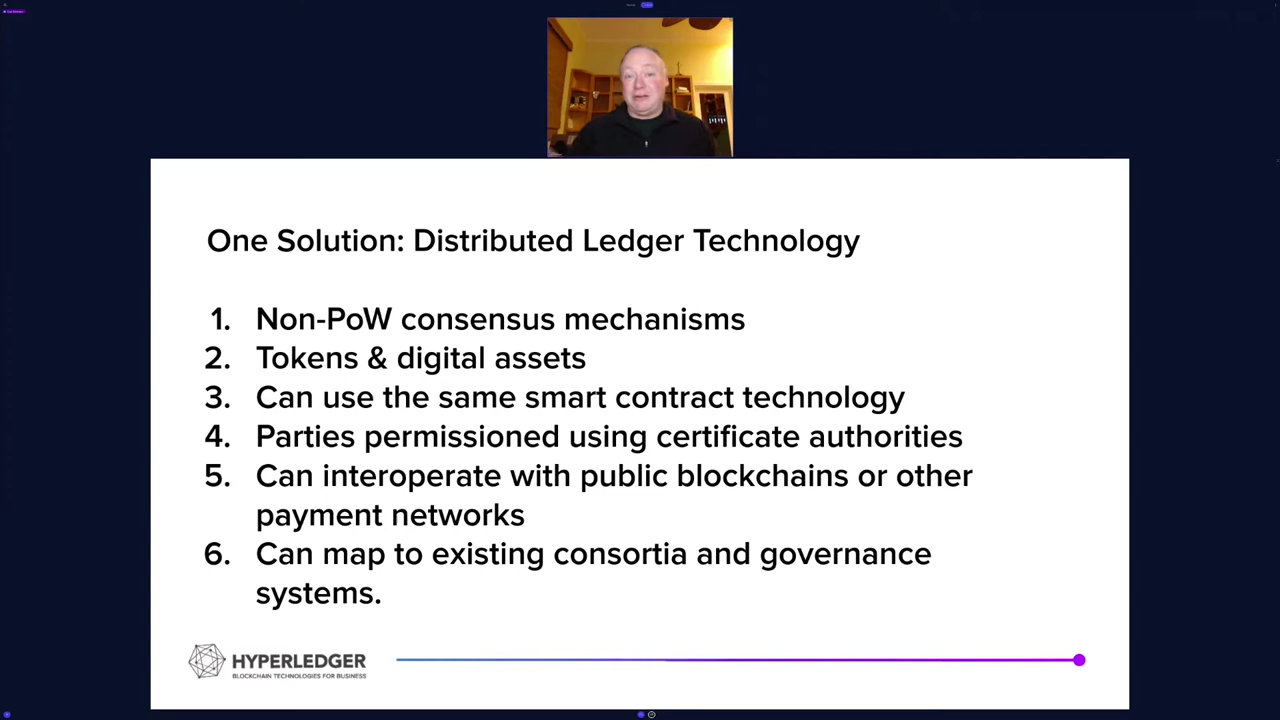 One Solution: Distributed Ledger Technology
1. Non-PoW consensus mechanisms
2. Tokens & digital assets
3. Can use the same smart contract technology
4. Parties permissioned using certificate authorities
5. Can interoperate with public blockchains or other
payment networks
6. Can map to existing consortia and governance
systems.
HYPERLEDGER
BLOCKCHAIN TECHNOLOGIES FOR BUSINESS